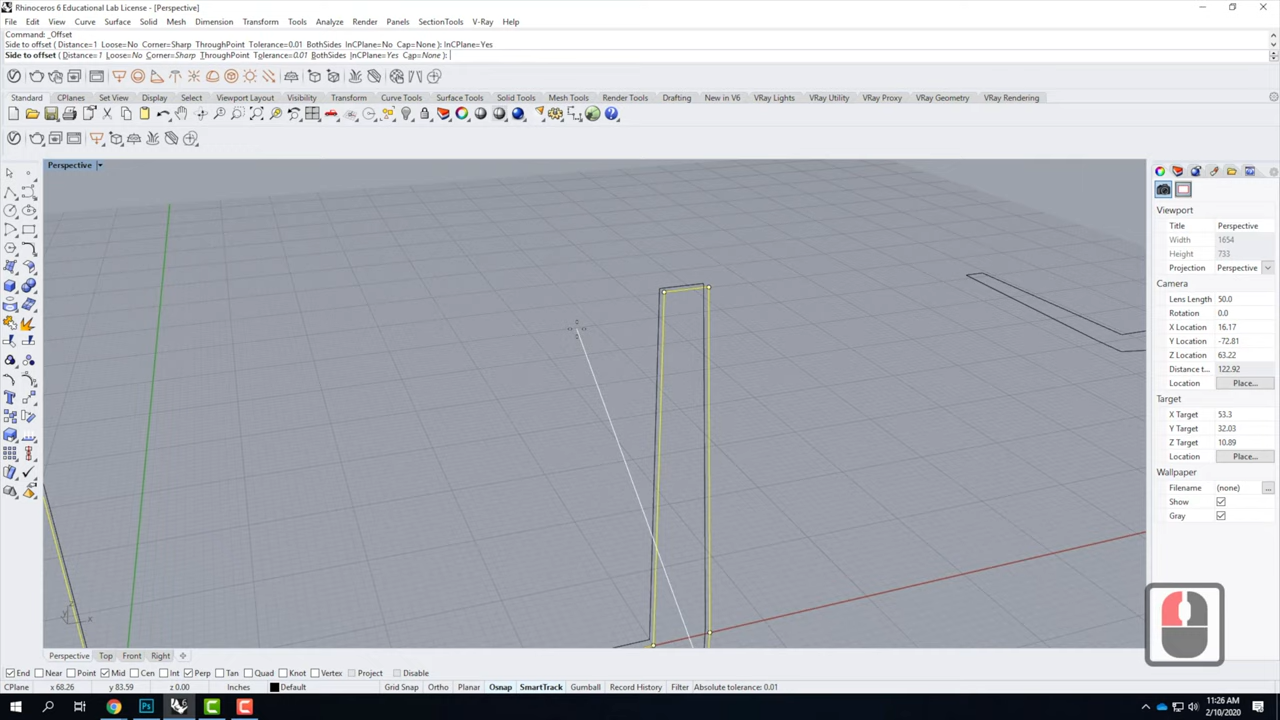 Rhinoceros 6 Educational Lab License - [Perspective]
File Edit View Curve Surface Solid Mesh Dimension Transform Tools Analyze Render Panels SectionTools V-Ray Help
Command: _Offset
Side to offset ( Distance=1 Loose=No Corner=Sharp ThroughPoint Tolerance=0.01 BothSides InCPlane=No Cap=None ): InCPlane=Yes
Side to offset ( Distance=1 Loose=No Corner=Sharp ThroughPoint Tolerance=0.01 BothSides InCPlane=Yes Cap=None ):
Standard CPlanes Set View Display Select Viewport Layout Visibility Transform Curve Tools Surface Tools Solid Tools Mesh Tools Render Tools Drafting New in V6 VRay Lights VRay Utility VRay Proxy VRay Geometry VRay Rendering
Perspective
Viewport
Title Perspective
Width 1654
Height 733
Projection Perspective
Camera
Lens Length 50.0
Rotation 0.0
X Location 16.17
Y Location -72.81
Z Location 63.22
Distance t... 122.92
Location Place...
Target
X Target 53.3
Y Target 32.03
Z Target 10.89
Location Place...
Wallpaper
Filename (none) ...
Show
Gray
x
Perspective Top Front Right
End Near Point Mid Cen Int Perp Tan Quad Knot Vertex Project Disable
CPlane x 68.26 y 83.59 z 0.00 Inches Default Grid Snap Ortho Planar Osnap SmartTrack Gumball Record History Filter Absolute tolerance: 0.01
11:26 AM
2/10/2020